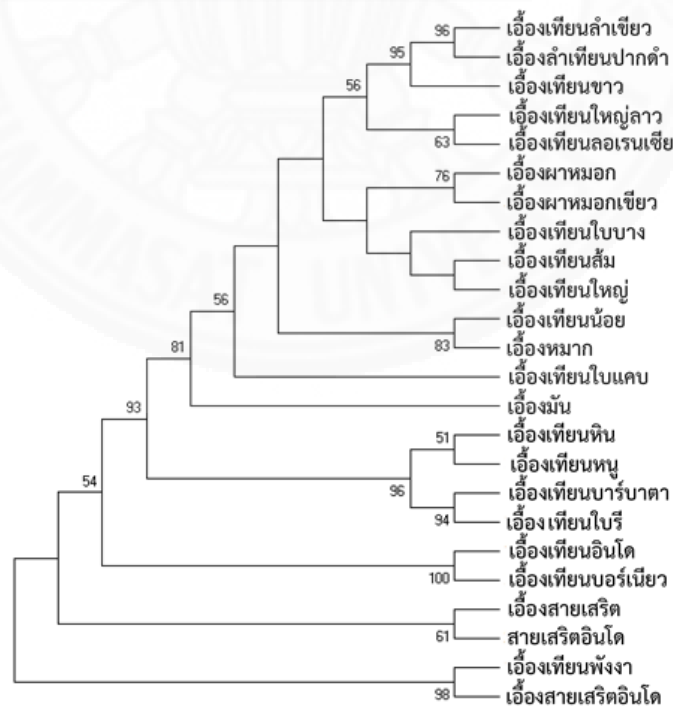 96
เอื้องเทียนลำเขียว
95
เอื้องลำเทียนปากดำ
56
เอื้องเทียนขาว
เอื้องเทียนใหญ่ลาว
63
เอื้องเทียนลอเรนเซีย
76
เอื้องผาหมอก
เอื้องผาหมอกเขียว
เอื้องเทียนใบบาง
เอื้องเทียนส้ม
เอื้องเทียนใหญ่
56
เอื้องเทียนน้อย
81
83
เอื้องหมาก
เอื้องเทียนใบแคบ
93
เอื้องมัน
51
เอื้องเทียนหิน
เอื้องเทียนหนู
54
96
เอื้องเทียนบาร์บาตา
94
เอื้องเทียนใบรี
เอื้องเทียนอินโด
100
เอื้องเทียนบอร์เนียว
เอื้องสายเสริต
61
สายเสริตอินโด
เอื้องเทียนพังงา
98
เอื้องสายเสริตอินโด